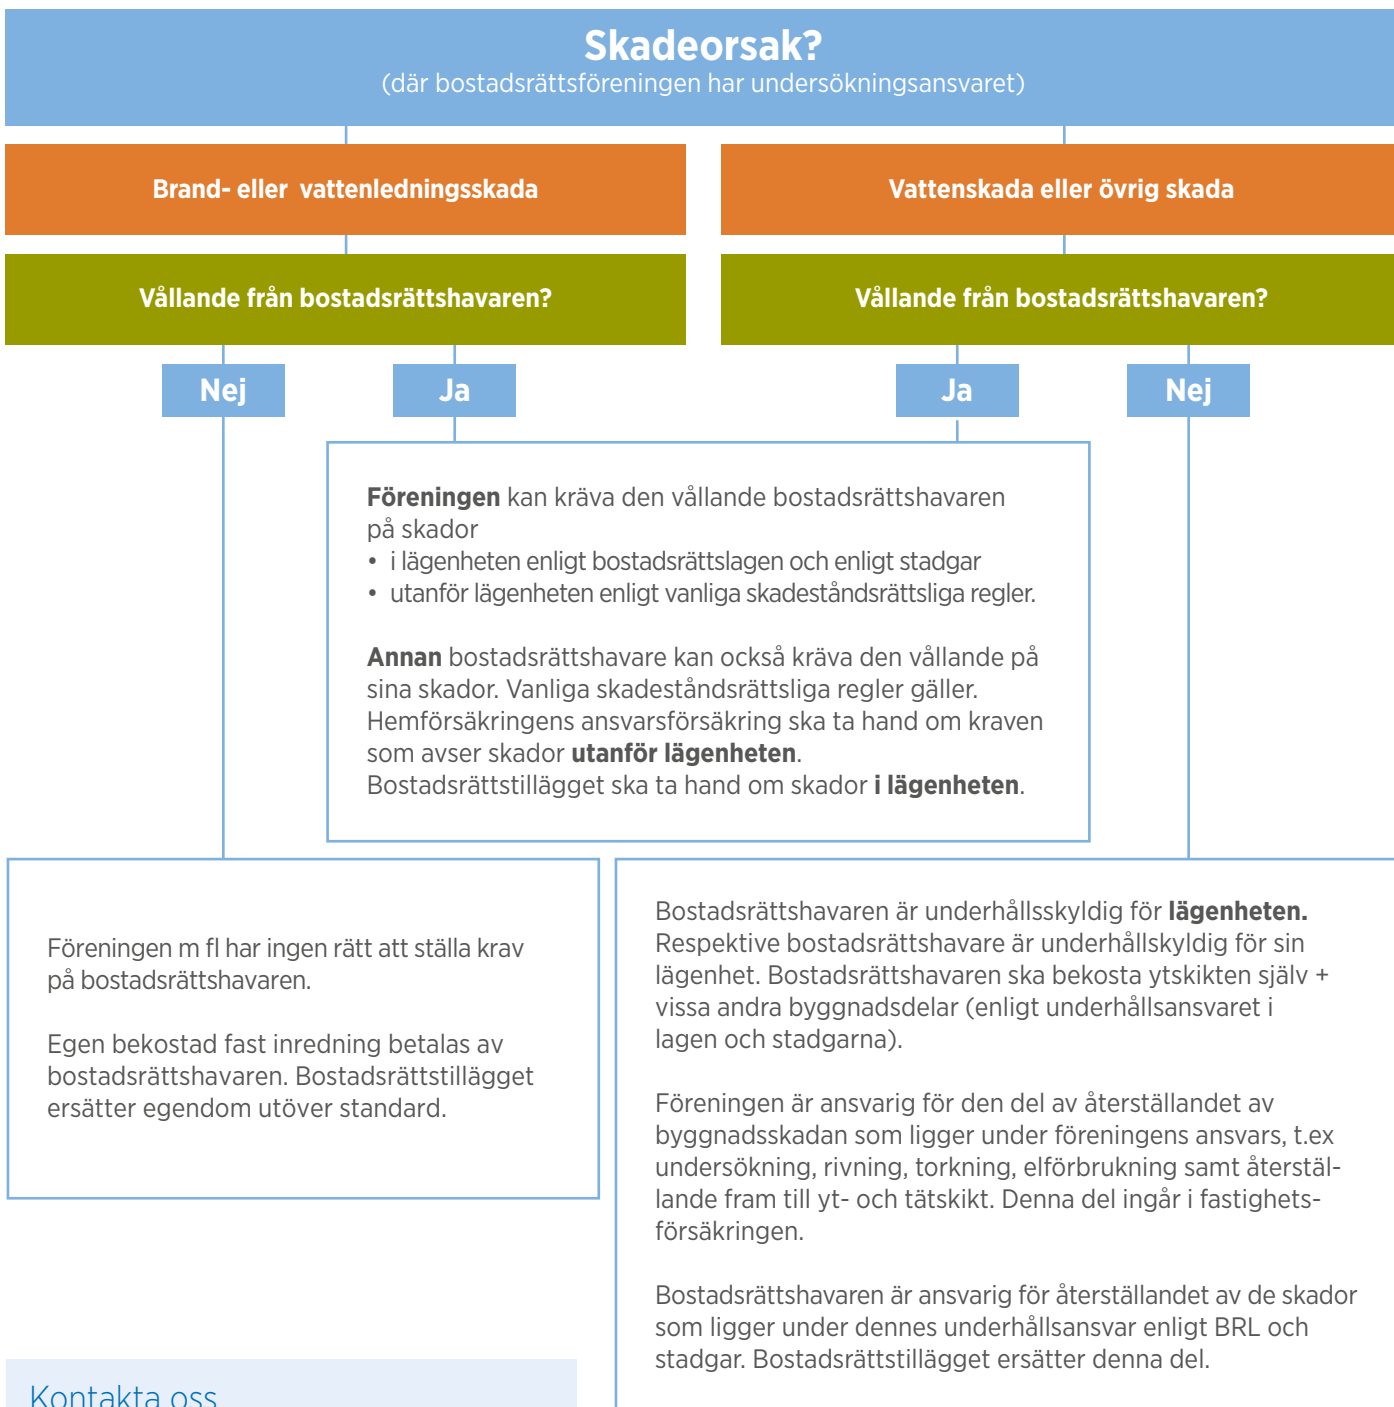 Skadeorsak?
(där bostadsrättsföreningen har undersökningsansvaret)
Brand- eller vattenledningsskada
Vattenskada eller övrig skada
Vållande från bostadsrättshavaren?
Vållande från bostadsrättshavaren?
Nej
Ja
Ja
Nej
Föreningen kan kräva den vållande bostadsrättshavaren
på skador
• i lägenheten enligt bostadsrättslagen och enligt stadgar
• utanför lägenheten enligt vanliga skadeståndsrättsliga regler.
Annan bostadsrättshavare kan också kräva den vållande på
sina skador. Vanliga skadeståndsrättsliga regler gäller.
Hemförsäkringens ansvarsförsäkring ska ta hand om kraven
som avser skador utanför lägenheten.
Bostadsrättstillägget ska ta hand om skador i lägenheten.
Föreningen m fl har ingen rätt att ställa krav
på bostadsrättshavaren.
Egen bekostad fast inredning betalas av
bostadsrättshavaren. Bostadsrättstillägget
ersätter egendom utöver standard.
Bostadsrättshavaren är underhållsskyldig för lägenheten.
Respektive bostadsrättshavare är underhållskyldig för sin
lägenhet. Bostadsrättshavaren ska bekosta ytskikten själv +
vissa andra byggnadsdelar (enligt underhållsansvaret i
lagen och stadgarna).
Föreningen är ansvarig för den del av återställandet av
byggnadsskadan som ligger under föreningens ansvars, t.ex
undersökning, rivning, torkning, elförbrukning samt återstäl-
lande fram till yt- och tätskikt. Denna del ingår i fastighets-
försäkringen.
Bostadsrättshavaren är ansvarig för återställandet av de skador
som ligger under dennes underhållsansvar enligt BRL och
stadgar. Bostadsrättstillägget ersätter denna del.
Kontakta oss